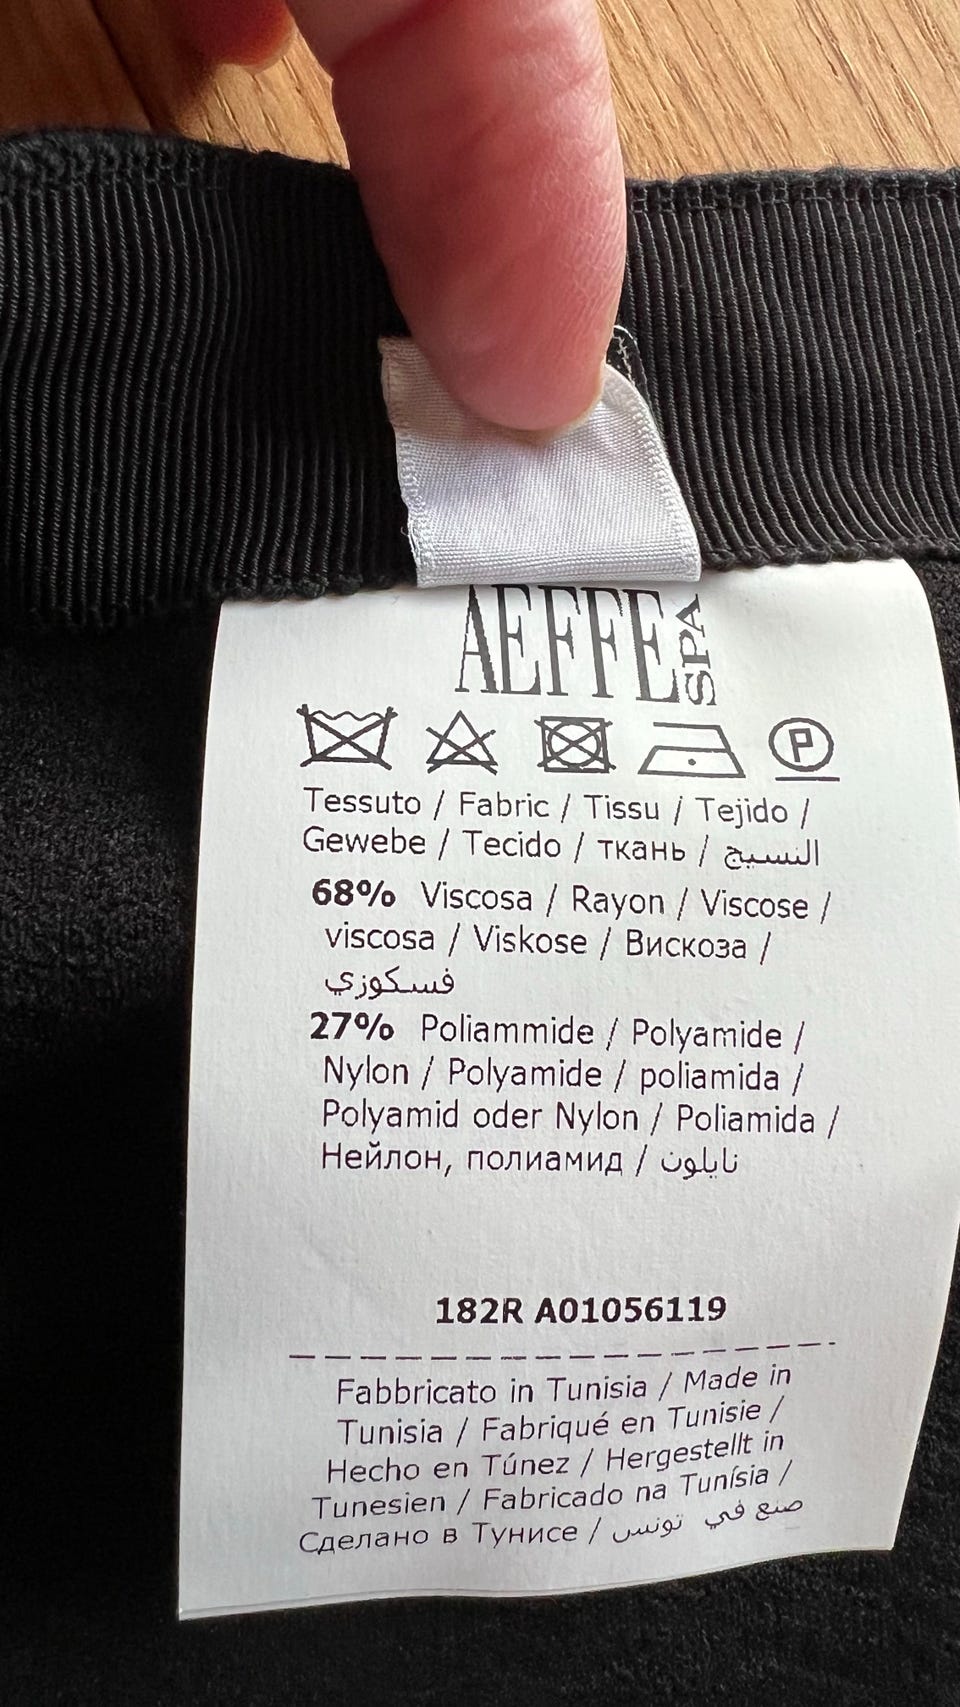 AEFFE SPA
P
Tessuto / Fabric / Tissu / Tejido /
Gewebe / Tecido / ткань / النسيج
68% Viscosa / Rayon / Viscose /
viscosa / Viskose / Вискоза /
فسكوزي
27% Poliammide / Polyamide /
Nylon / Polyamide / poliamida /
Polyamid oder Nylon / Poliamida /
Нейлон, полиамид / نايلون
182R A01056119
Fabbricato in Tunisia / Made in
Tunisia / Fabriqué en Tunisie /
Hecho en Túnez / Hergestellt in
Tunesien / Fabricado na Tunísia /
Сделано в Тунисе / صنع في تونس